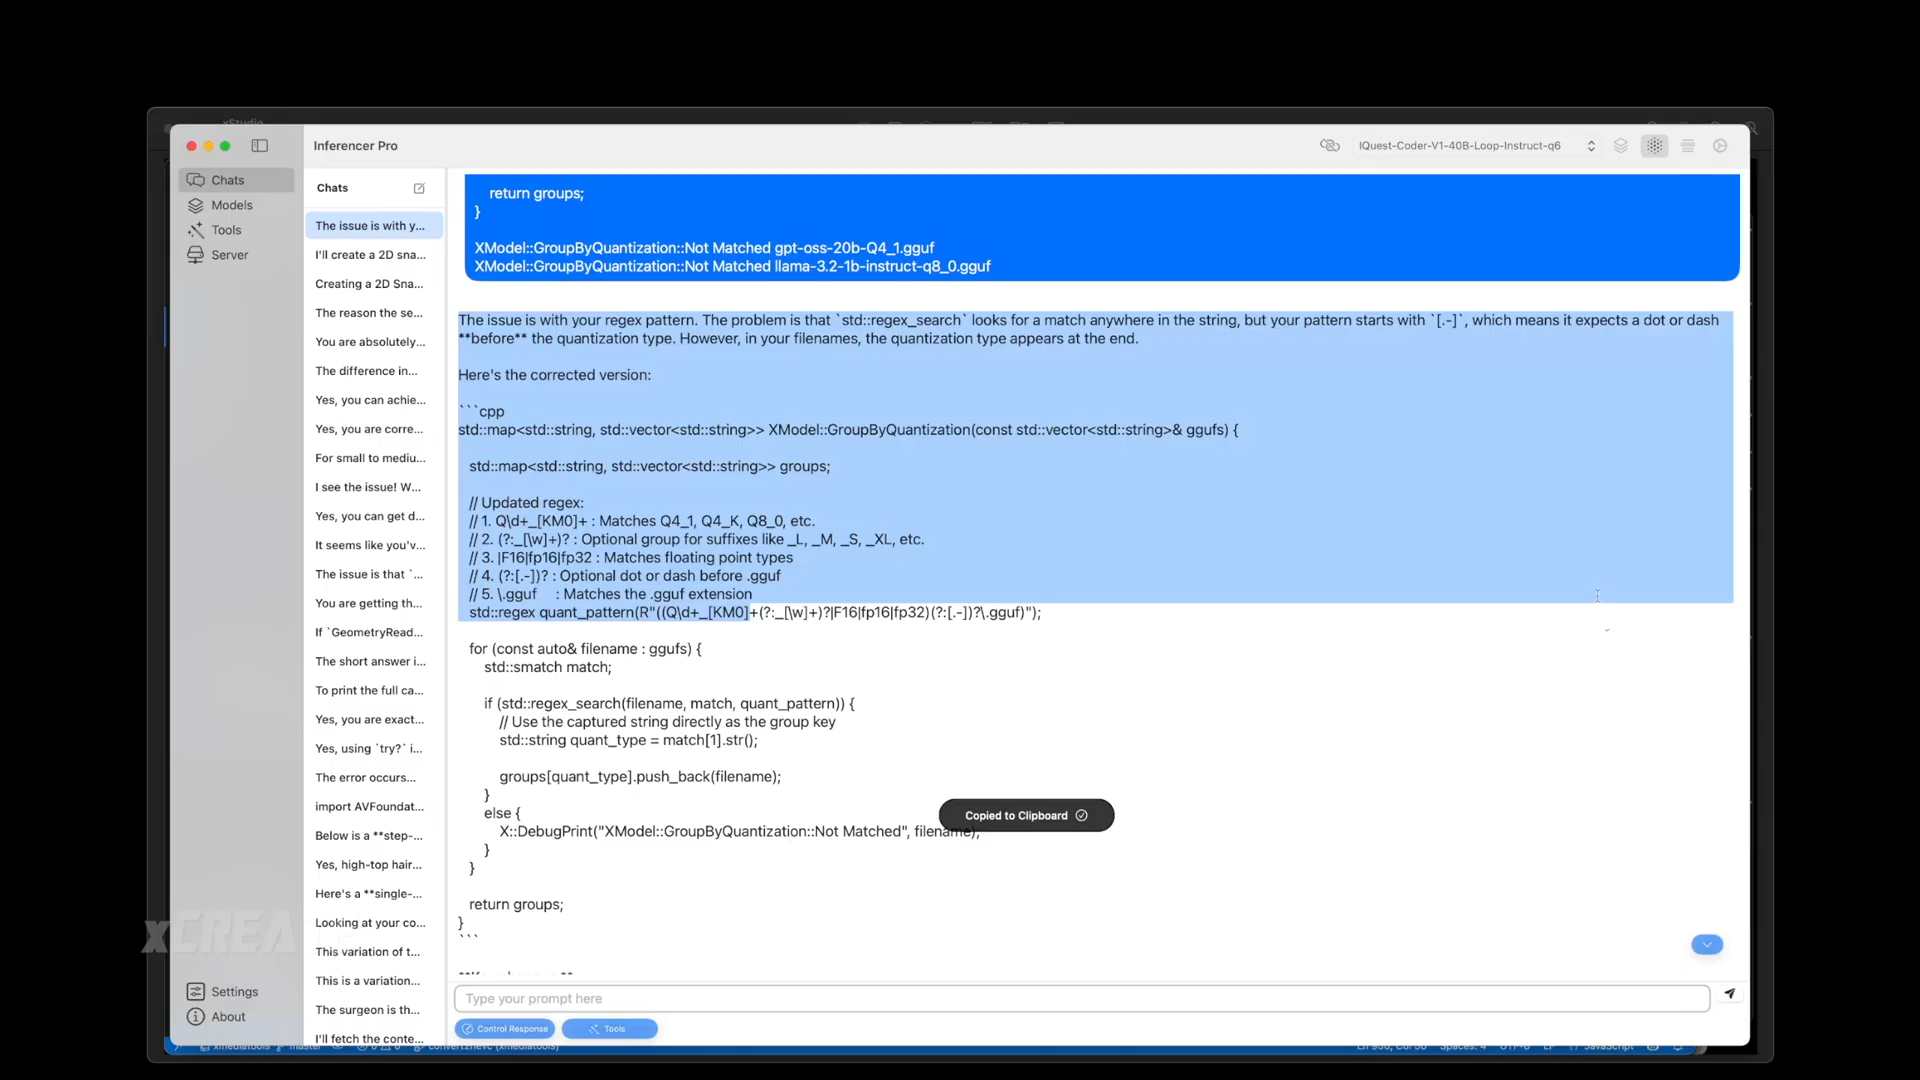 Inferencer Pro
IQuest-Coder-V1-40B-Loop-Instruct-q6
Chats
Models
Tools
Server
Settings
About
Chats
The issue is with y...
I'll create a 2D sna...
Creating a 2D Sna...
The reason the se...
You are absolutely...
The difference in...
Yes, you can achie...
Yes, you are corre...
For small to mediu...
I see the issue! W...
Yes, you can get d...
It seems like you'v...
The issue is that `...
You are getting th...
If `GeometryRead...
The short answer i...
To print the full ca...
Yes, you are exact...
Yes, using `try?` i...
The error occurs...
import AVFoundat...
Below is a **step-...
Yes, high-top hair...
Here's a **single-...
Looking at your co...
This variation of t...
This is a variation...
The surgeon is th...
I'll fetch the conte...
return groups;
}
XModel::GroupByQuantization::Not Matched gpt-oss-20b-Q4_1.gguf
XModel::GroupByQuantization::Not Matched llama-3.2-1b-instruct-q8_0.gguf
The issue is with your regex pattern. The problem is that `std::regex_search` looks for a match anywhere in the string, but your pattern starts with `[.-]`, which means it expects a dot or dash
**before** the quantization type. However, in your filenames, the quantization type appears at the end.
Here's the corrected version:
```cpp
std::map<std::string, std::vector<std::string>> XModel::GroupByQuantization(const std::vector<std::string>& ggufs) {
std::map<std::string, std::vector<std::string>> groups;
// Updated regex:
// 1. Q\d+_[KM0]+ : Matches Q4_1, Q4_K, Q8_0, etc.
// 2. (?:_[\w]+)? : Optional group for suffixes like _L, _M, _S, _XL, etc.
// 3. |F16|fp16|fp32 : Matches floating point types
// 4. (?:[.-])? : Optional dot or dash before .gguf
// 5. \.gguf : Matches the .gguf extension
std::regex quant_pattern(R"((Q\d+_[KM0]+(?:_[\w]+)?|F16|fp16|fp32)(?:[.-])?\.gguf)");
for (const auto& filename : ggufs) {
std::smatch match;
if (std::regex_search(filename, match, quant_pattern)) {
// Use the captured string directly as the group key
std::string quant_type = match[1].str();
groups[quant_type].push_back(filename);
}
else {
X::DebugPrint("XModel::GroupByQuantization::Not Matched", filename);
}
}
return groups;
}
```
Copied to Clipboard
Type your prompt here
Control Response
Tools
xCREA